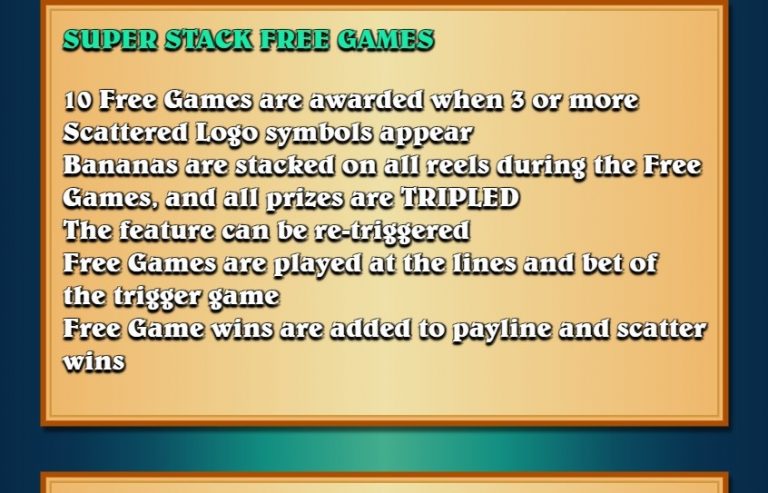 SUPER STACK FREE GAMES
10 Free Games are awarded when 3 or more
Scattered Logo symbols appear
Bananas are stacked on all reels during the Free
Games, and all prizes are TRIPLED
The feature can be re-triggered
Free Games are played at the lines and bet of
the trigger game
Free Game wins are added to payline and scatter
wins